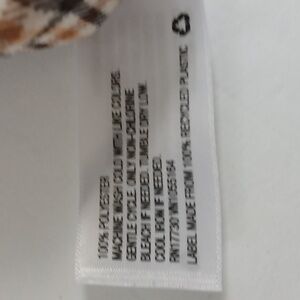 100% POLYESTER
MACHINE WASH COLD WITH LIKE COLORS.
GENTLE CYCLE. ONLY NON-CHLORINE
BLEACH IF NEEDED. TUMBLE DRY LOW.
COOL IRON IF NEEDED.
RN17730 WN1055164
LABEL MADE FROM 100% RECYCLED PLASTIC